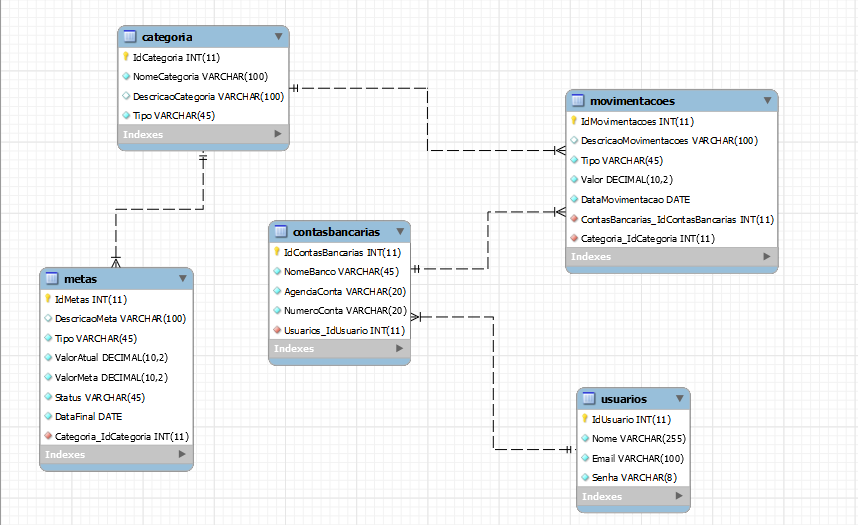 categoria
IdCategoria INT(11)
NomeCategoria VARCHAR(100)
DescricaoCategoria VARCHAR(100)
Tipo VARCHAR(45)
Indexes
movimentacoes
IdMovimentacoes INT(11)
DescricaoMovimentacoes VARCHAR(100)
Tipo VARCHAR(45)
Valor DECIMAL(10,2)
DataMovimentacao DATE
ContasBancarias_IdContasBancarias INT(11)
Categoria_IdCategoria INT(11)
Indexes
contasbancarias
IdContasBancarias INT(11)
NomeBanco VARCHAR(45)
AgenciaConta VARCHAR(20)
NumeroConta VARCHAR(20)
Usuarios_IdUsuario INT(11)
Indexes
metas
IdMetas INT(11)
DescricaoMeta VARCHAR(100)
Tipo VARCHAR(45)
ValorAtual DECIMAL(10,2)
ValorMeta DECIMAL(10,2)
Status VARCHAR(45)
DataFinal DATE
Categoria_IdCategoria INT(11)
Indexes
usuarios
IdUsuario INT(11)
Nome VARCHAR(255)
Email VARCHAR(100)
Senha VARCHAR(8)
Indexes